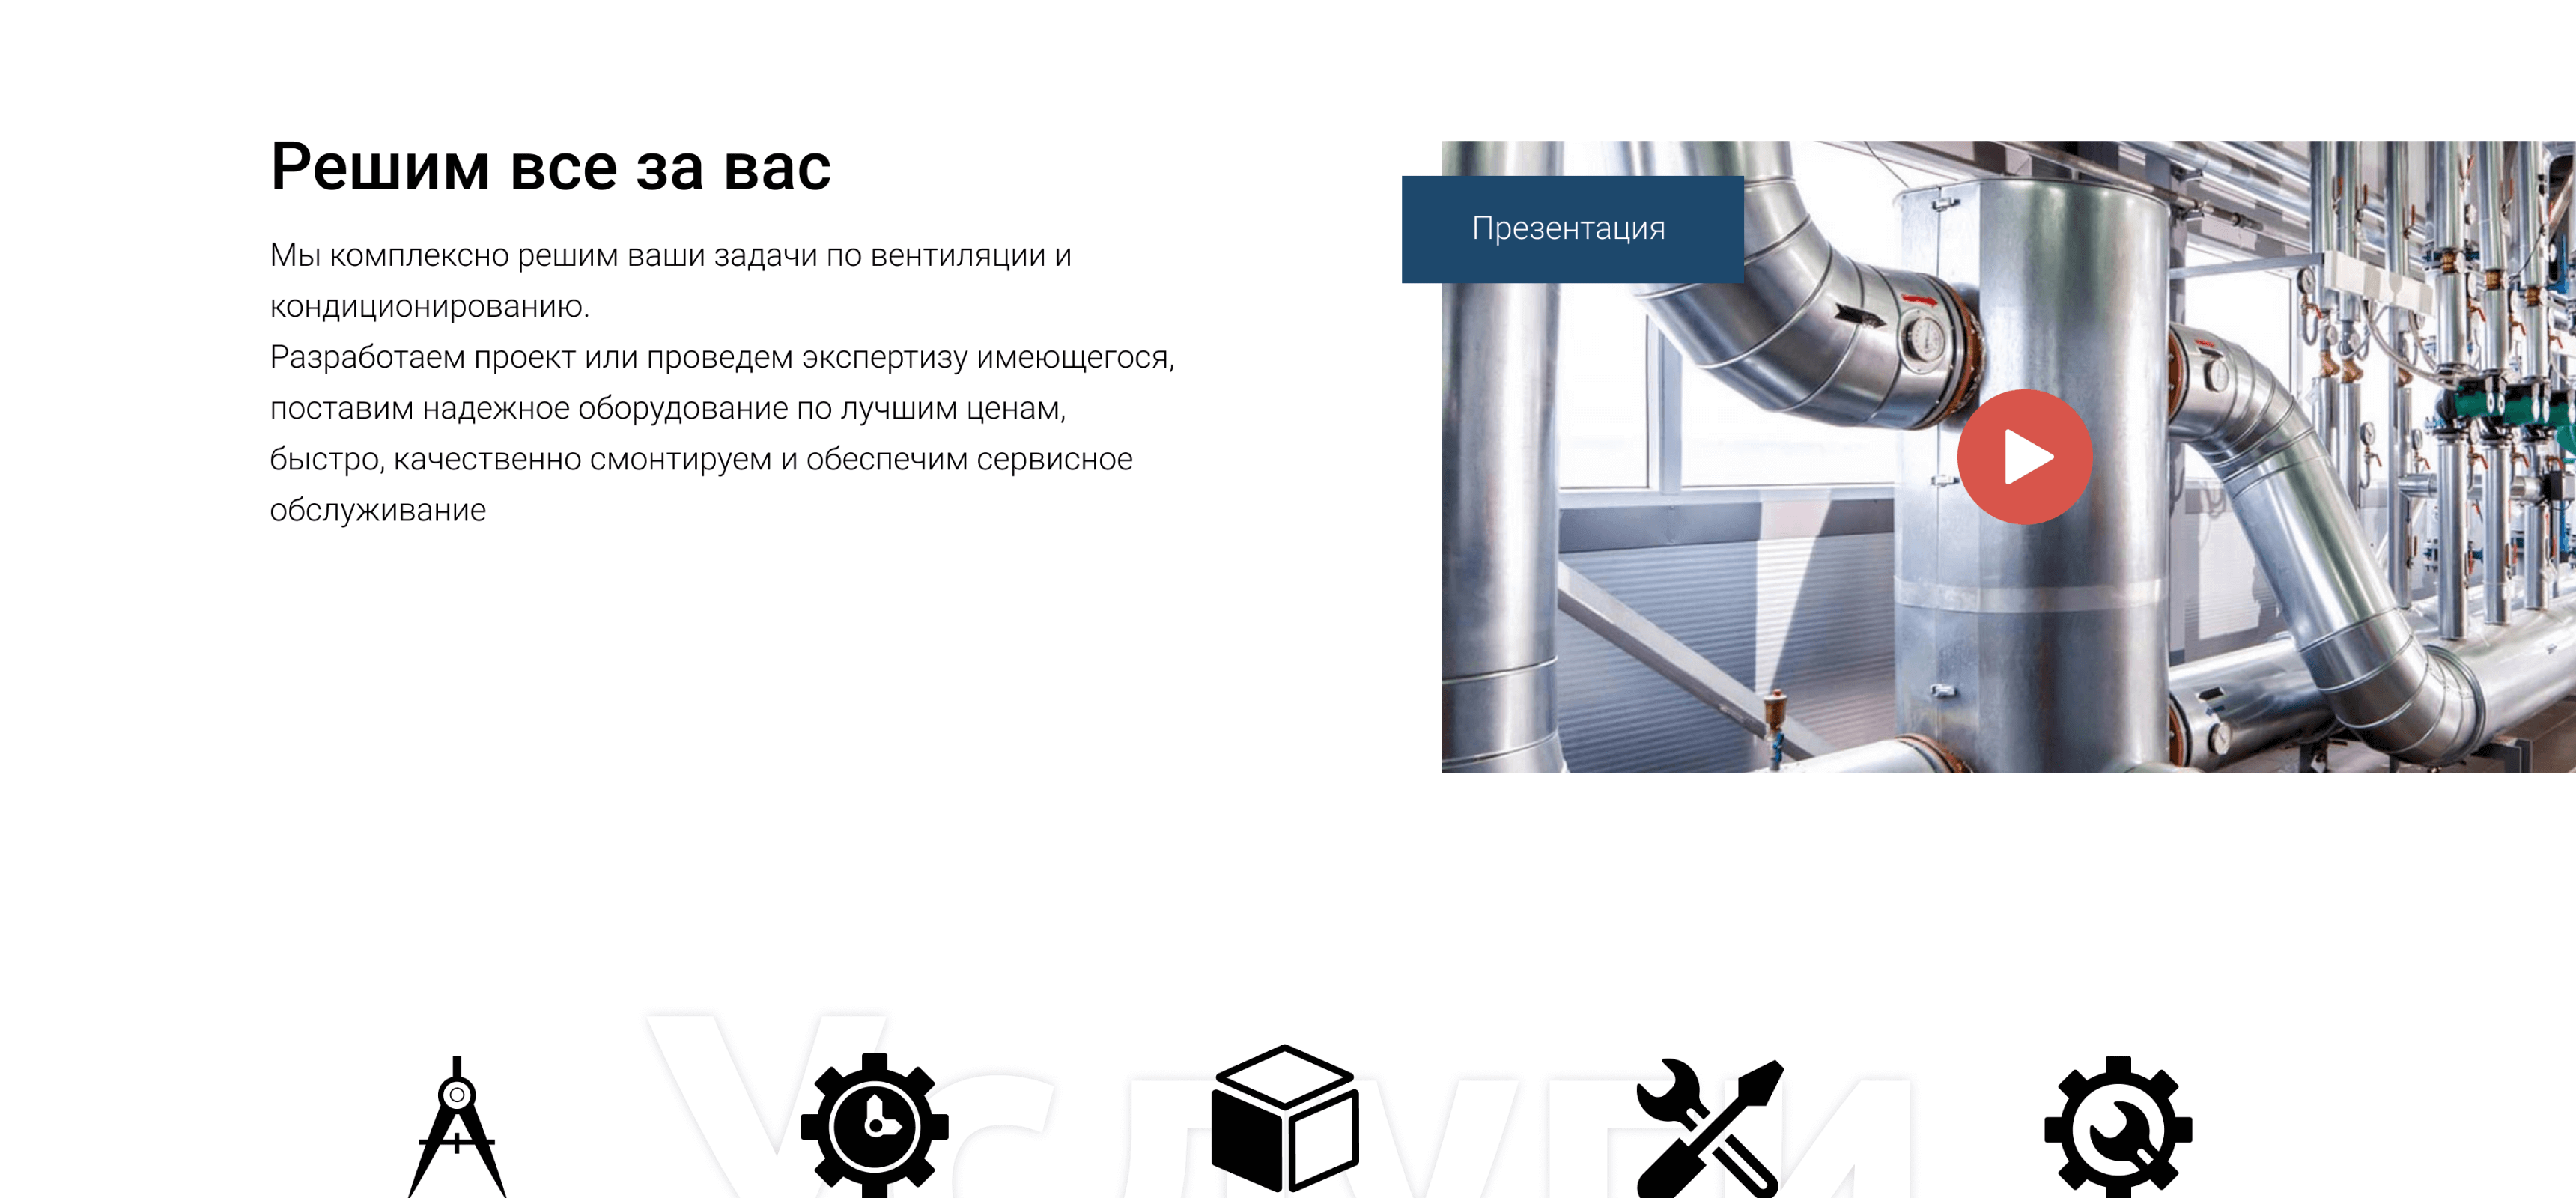 Решим все за вас
Мы комплексно решим ваши задачи по вентиляции и
кондиционированию.
Разработаем проект или проведем экспертизу имеющегося,
поставим надежное оборудование по лучшим ценам,
быстро, качественно смонтируем и обеспечим сервисное
обслуживание
Презентация
Услуги